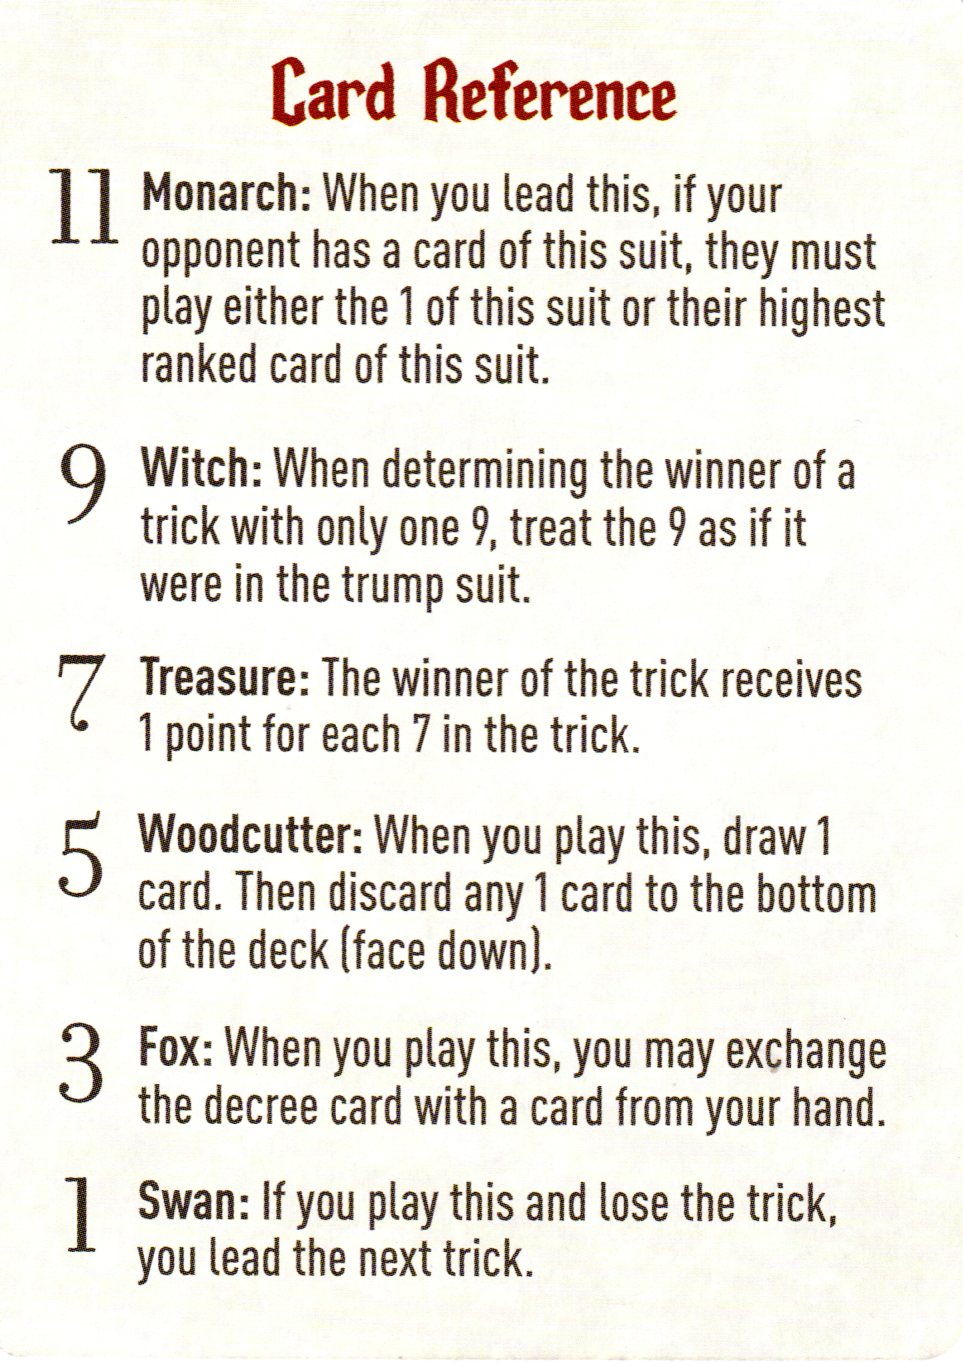 Card Reference
11 Monarch: When you lead this, if your
opponent has a card of this suit, they must
play either the 1 of this suit or their highest
ranked card of this suit.
9 Witch: When determining the winner of a
trick with only one 9, treat the 9 as if it
were in the trump suit.
7 Treasure: The winner of the trick receives
1 point for each 7 in the trick.
5 Woodcutter: When you play this, draw 1
card. Then discard any 1 card to the bottom
of the deck (face down).
3 Fox: When you play this, you may exchange
the decree card with a card from your hand.
1 Swan: If you play this and lose the trick,
you lead the next trick.